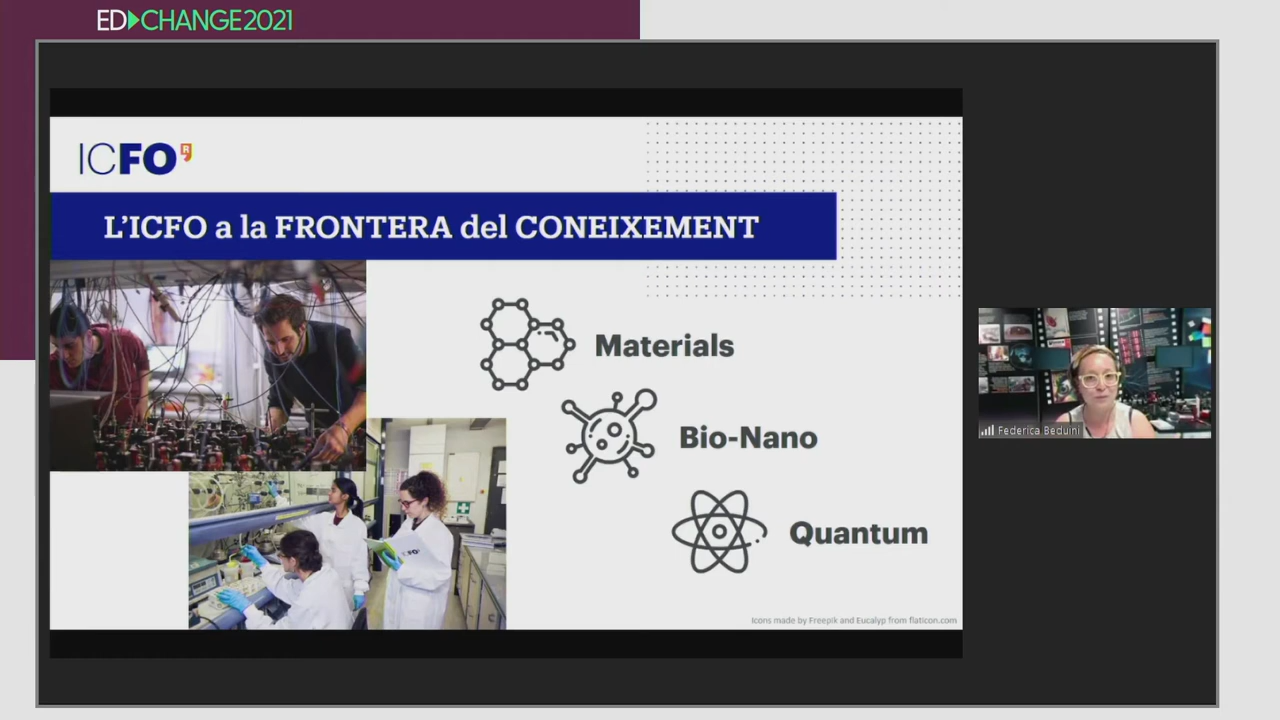 ED▶CHANGE2021
ICFO R
L'ICFO a la FRONTERA del CONEIXEMENT
Materials
Bio-Nano
Quantum
ICFO
Icons made by Freepik and Eucalyp from flaticon.com
Federica Beduini